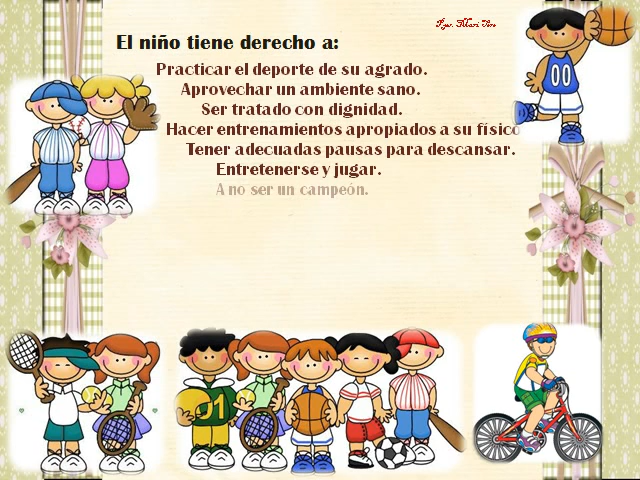 El niño tiene derecho a:
Practicar el deporte de su agrado.
Aprovechar un ambiente sano.
Ser tratado con dignidad.
Hacer entrenamientos apropiados a su físico
Tener adecuadas pausas para descansar.
Entretenerse y jugar.
A no ser un campeón.
00
01